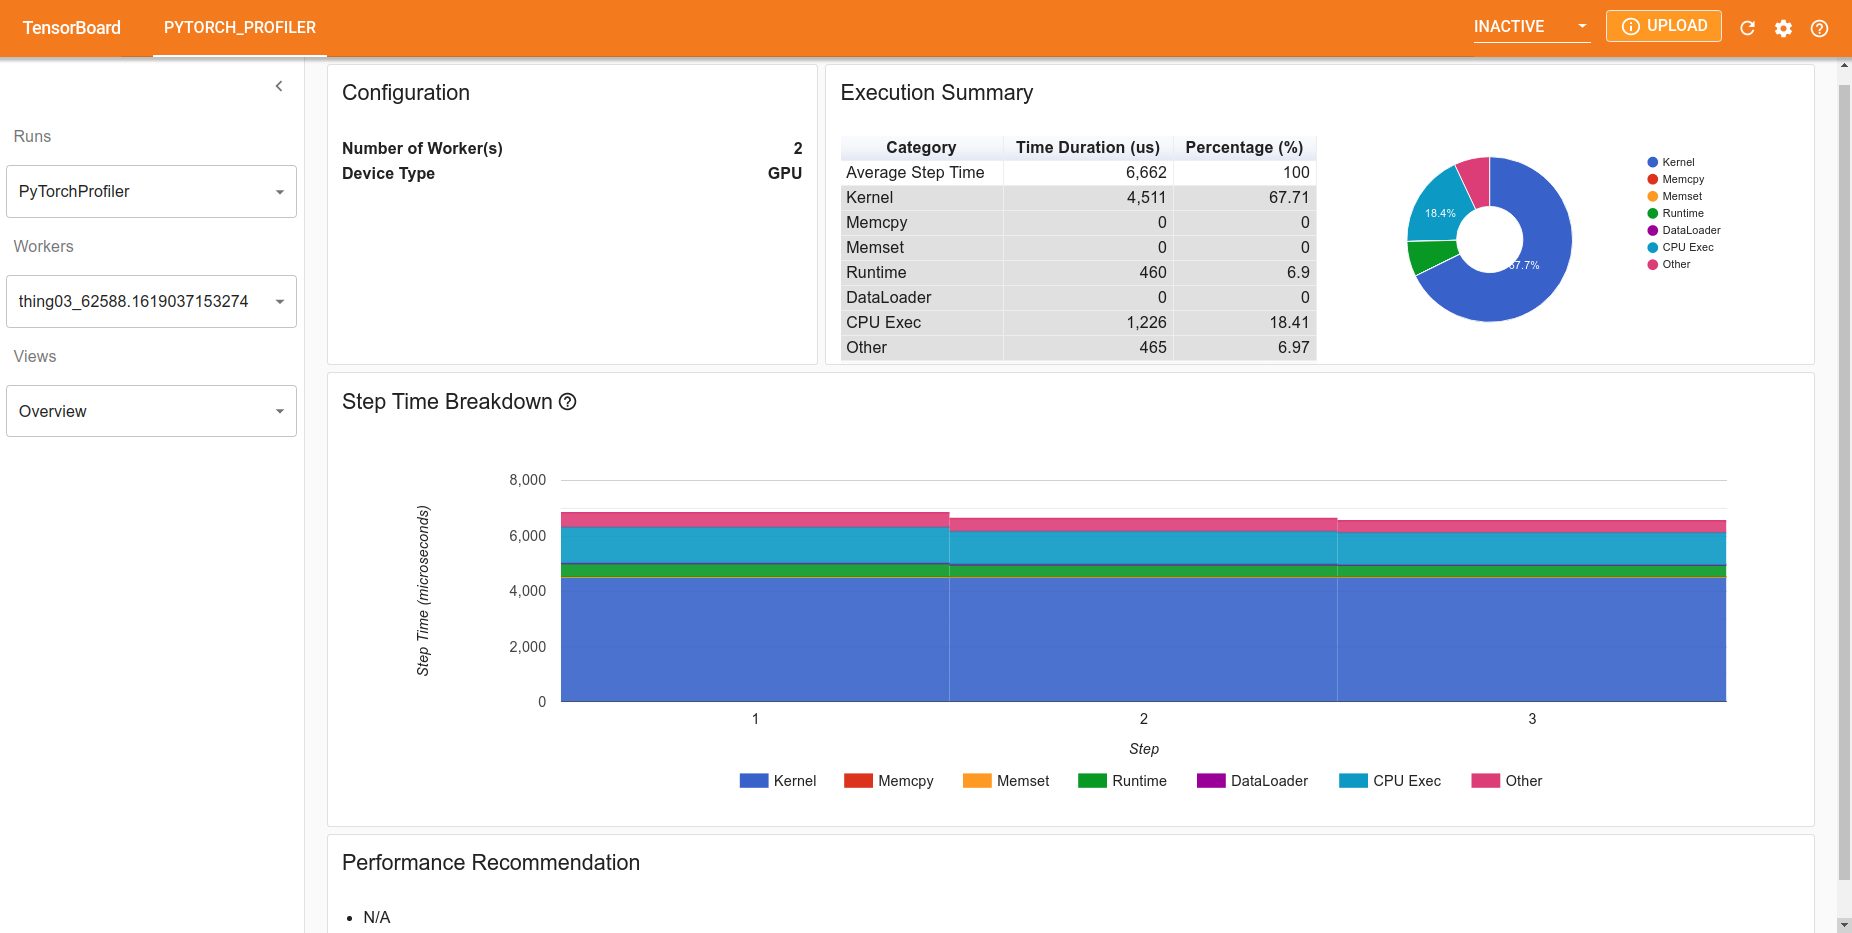 TensorBoard
PYTORCH_PROFILER
INACTIVE
UPLOAD
Runs
PyTorchProfiler
Workers
thing03_62588.1619037153274
Views
Overview
Configuration
Number of Worker(s) 2
Device Type GPU
Execution Summary
Category Time Duration (us) Percentage (%)
Average Step Time 6,662 100
Kernel 4,511 67.71
Memcpy 0 0
Memset 0 0
Runtime 460 6.9
DataLoader 0 0
CPU Exec 1,226 18.41
Other 465 6.97
18.4%
67.7%
Kernel
Memcpy
Memset
Runtime
DataLoader
CPU Exec
Other
Step Time Breakdown
Step Time (microseconds)
8,000
6,000
4,000
2,000
0
1 2 3
Step
Kernel Memcpy Memset Runtime DataLoader CPU Exec Other
Performance Recommendation
• N/A